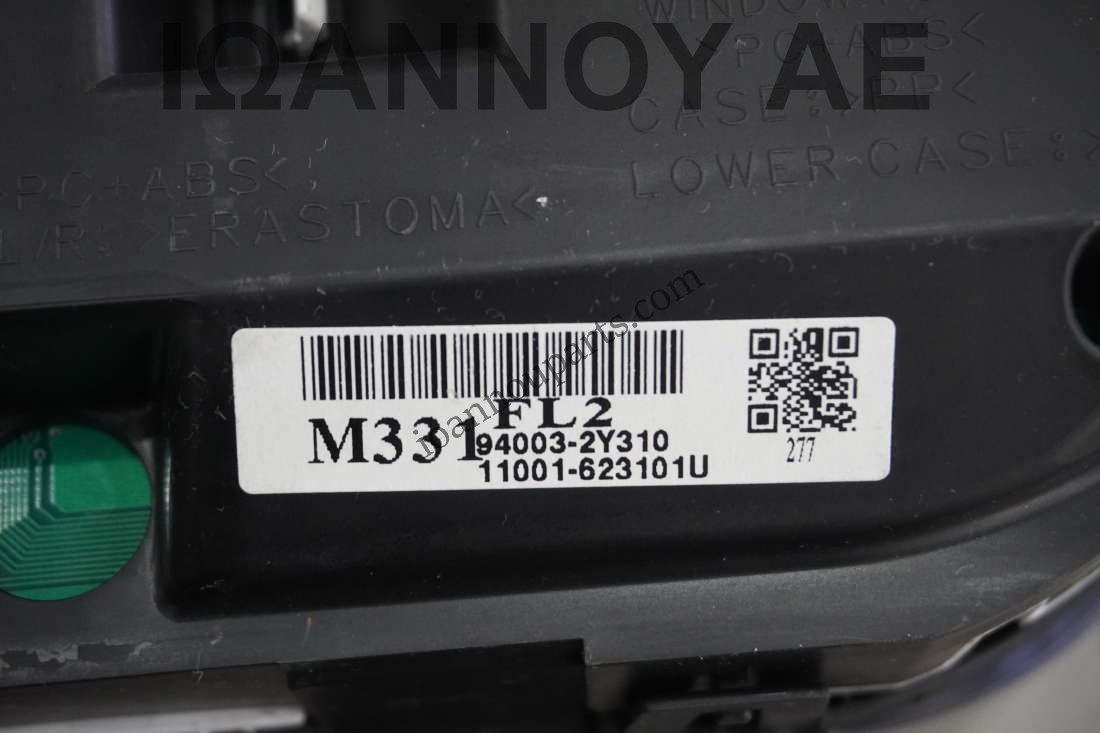 ΙΩΑΝΝΟΥ ΑΕ
>PC+ABS<
CASE:>PP<
LOWER CASE:>
>PC+ABS<
L/R: >ERASTOMA<
ioannouparts.com
FL2
M331
94003-2Y310
11001-623101U
277